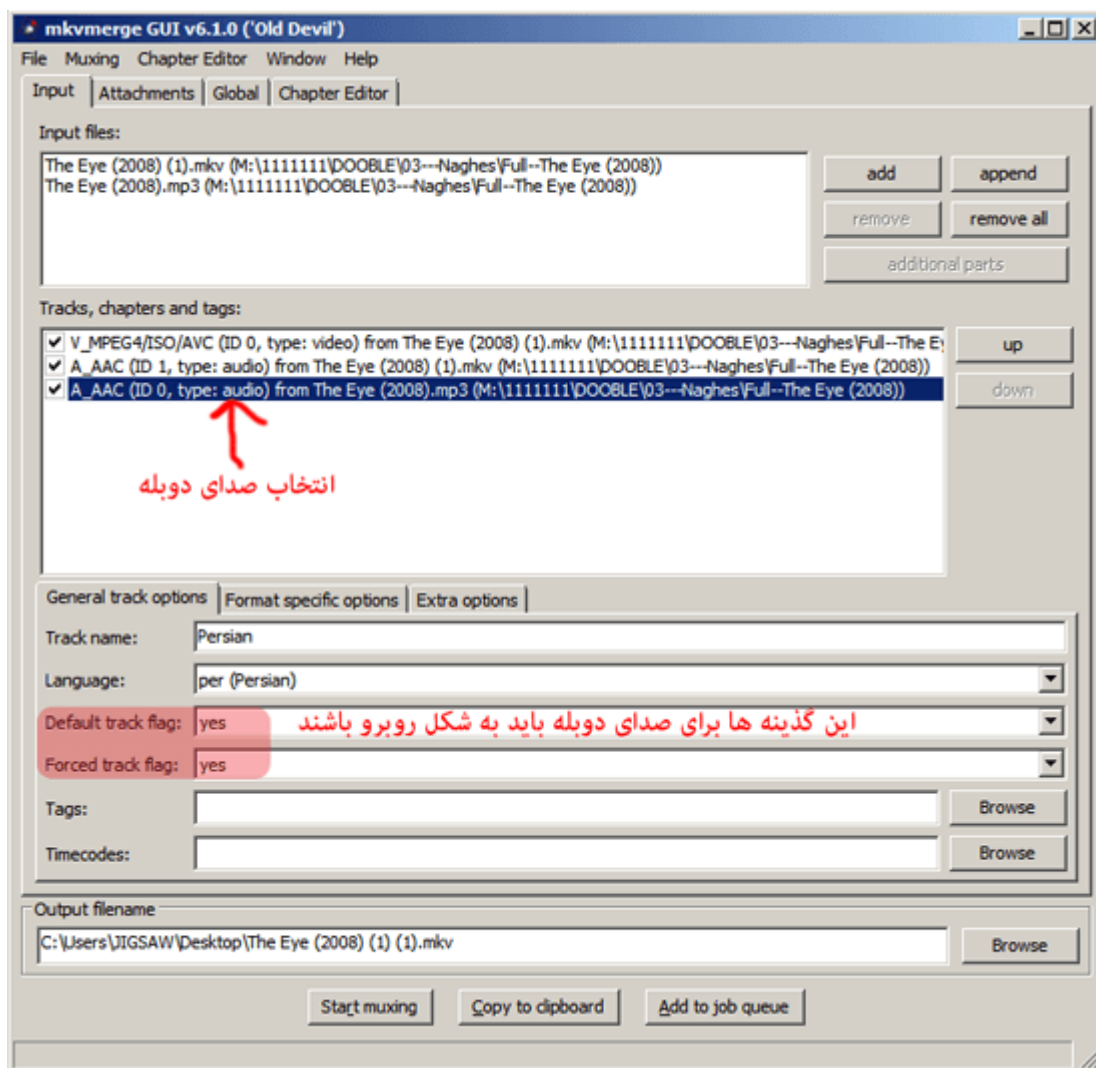 mkvmerge GUI v6.1.0 ('Old Devil')
File Muxing Chapter Editor Window Help
Input Attachments Global Chapter Editor
Input files:
The Eye (2008) (1).mkv (M:\1111111\DOOBLE\03---Naghes\Full--The Eye (2008))
The Eye (2008).mp3 (M:\1111111\DOOBLE\03---Naghes\Full--The Eye (2008))
add append
remove remove all
additional parts
Tracks, chapters and tags:
V_MPEG4/ISO/AVC (ID 0, type: video) from The Eye (2008) (1).mkv (M:\1111111\DOOBLE\03---Naghes\Full--The Ey
A_AAC (ID 1, type: audio) from The Eye (2008) (1).mkv (M:\1111111\DOOBLE\03---Naghes\Full--The Eye (2008))
A_AAC (ID 0, type: audio) from The Eye (2008).mp3 (M:\1111111\DOOBLE\03---Naghes\Full--The Eye (2008))
up
down
انتخاب صدای دوبله
General track options Format specific options Extra options
Track name: Persian
Language: per (Persian)
Default track flag: yes این گذینه ها برای صدای دوبله باید به شکل روبرو باشند
Forced track flag: yes
Tags: Browse
Timecodes: Browse
Output filename
C:\Users\JIGSAW\Desktop\The Eye (2008) (1) (1).mkv Browse
Start muxing Copy to clipboard Add to job queue